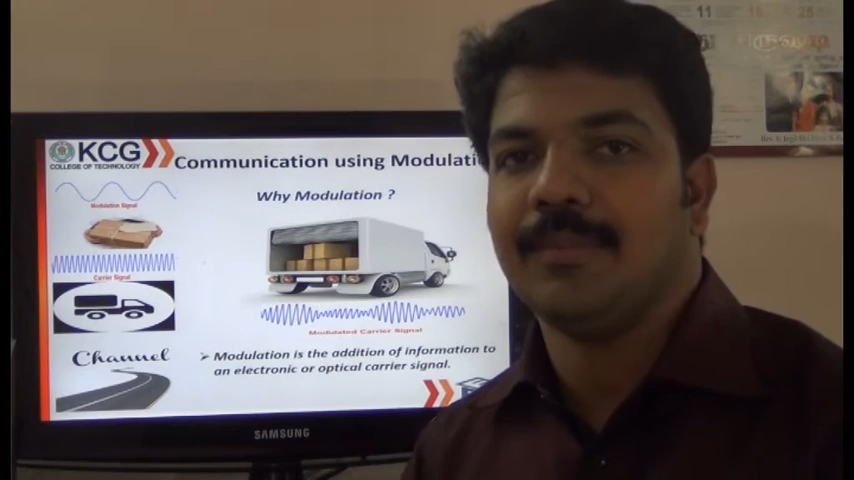 KCG
COLLEGE OF TECHNOLOGY
Communication using Modulati
Why Modulation ?
Modulation Signal
Carrier Signal
Modulated Carrier Signal
Channel
➢ Modulation is the addition of information to
an electronic or optical carrier signal.
SAMSUNG
11
25